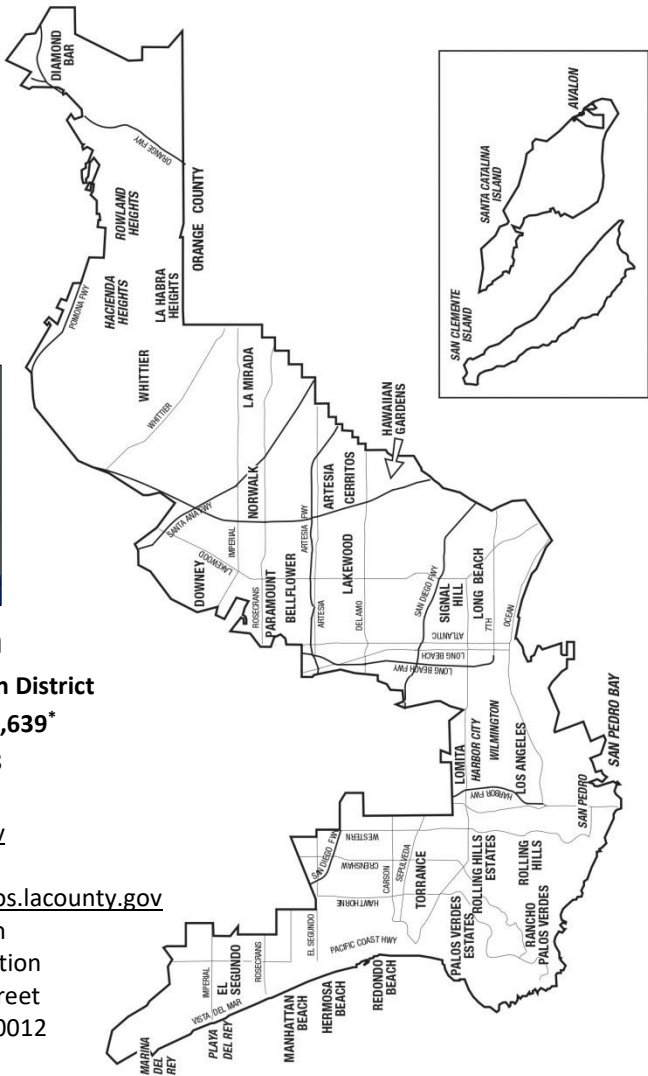 n District
,639*
os.lacounty.gov
tion
reet
0012
DIAMOND
BAR
ORANGE FWY
ORANGE COUNTY
ROWLAND
HEIGHTS
HACIENDA
HEIGHTS
LA HABRA
HEIGHTS
POMONA FWY
WHITTIER
WHITTIER
LA MIRADA
NORWALK
SANTA ANA FWY
IMPERIAL
LAKEWOOD
DOWNEY
ROSECRANS
PARAMOUNT
BELLFLOWER
ARTESIA
FWY
ARTESIA
ARTESIA
CERRITOS
HAWAIIAN
GARDENS
LAKEWOOD
DEL AMO
SAN DIEGO FWY
SIGNAL
HILL
LONG BEACH
ATLANTIC
LONG BEACH
LONG BEACH FWY
7TH
OCEAN
LOMITA
HARBOR CITY
WILMINGTON
LOS ANGELES
HARBOR FWY
SAN PEDRO
SAN PEDRO BAY
SAN DIEGO FW
WESTERN
CRENSHAW
HAWTHORNE
CARSON
SEPULVEDA
TORRANCE
ROLLING HILLS
ESTATES
ROLLING
HILLS
PALOS VERDES
ESTATES
RANCHO
PALOS VERDES
PACIFIC COAST HWY
EL SEGUNDO
ROSECRANS
IMPERIAL
EL
SEGUNDO
VISTA DEL MAR
MARINA
DEL
REY
PLAYA
DEL REY
MANHATTAN
BEACH
HERMOSA
BEACH
REDONDO
BEACH
SAN CLEMENTE
ISLAND
SANTA CATALINA
ISLAND
AVALON